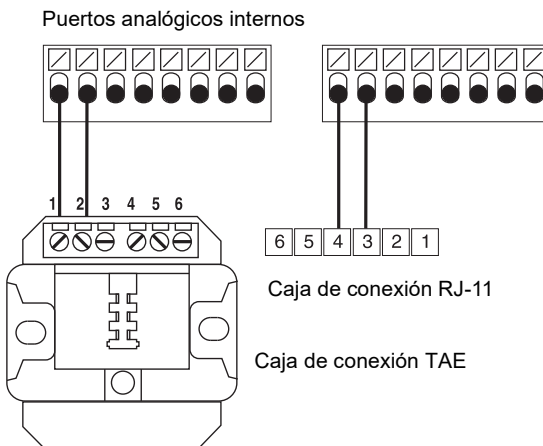 Puertos analógicos internos
1 2 3 4 5 6
6 5 4 3 2 1
Caja de conexión RJ-11
Caja de conexión TAE